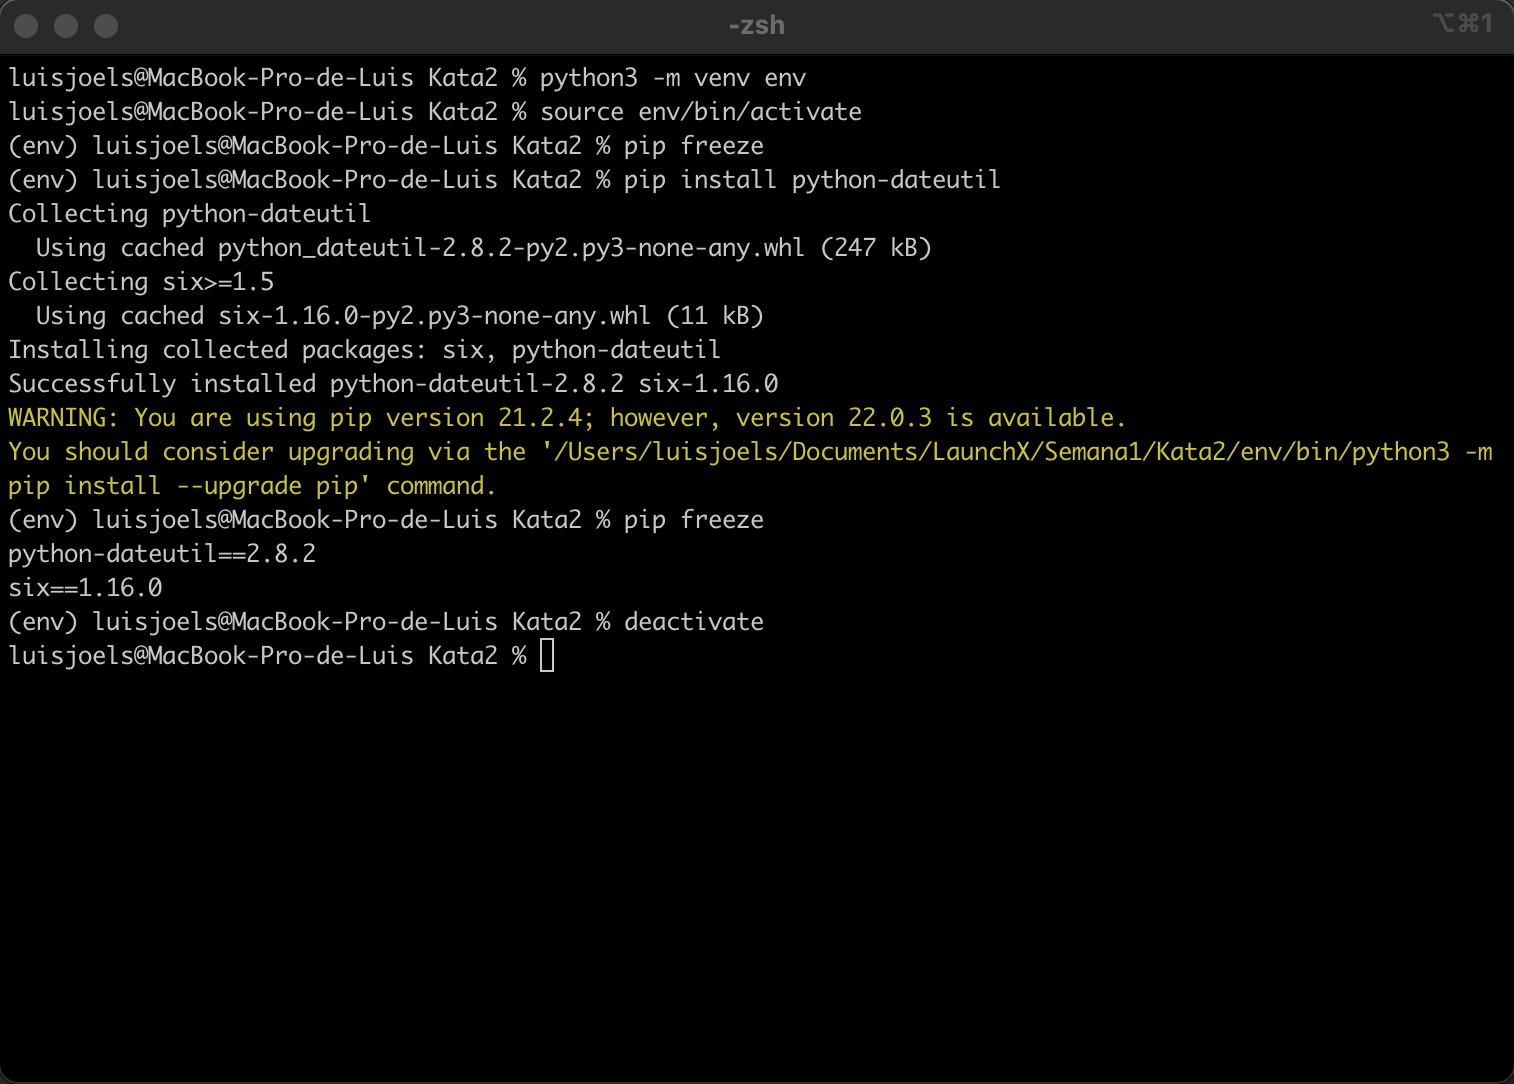 -zsh
⌥⌘1
luisjoels@MacBook-Pro-de-Luis Kata2 % python3 -m venv env
luisjoels@MacBook-Pro-de-Luis Kata2 % source env/bin/activate
(env) luisjoels@MacBook-Pro-de-Luis Kata2 % pip freeze
(env) luisjoels@MacBook-Pro-de-Luis Kata2 % pip install python-dateutil
Collecting python-dateutil
  Using cached python_dateutil-2.8.2-py2.py3-none-any.whl (247 kB)
Collecting six>=1.5
  Using cached six-1.16.0-py2.py3-none-any.whl (11 kB)
Installing collected packages: six, python-dateutil
Successfully installed python-dateutil-2.8.2 six-1.16.0
WARNING: You are using pip version 21.2.4; however, version 22.0.3 is available.
You should consider upgrading via the '/Users/luisjoels/Documents/LaunchX/Semana1/Kata2/env/bin/python3 -m
pip install --upgrade pip' command.
(env) luisjoels@MacBook-Pro-de-Luis Kata2 % pip freeze
python-dateutil==2.8.2
six==1.16.0
(env) luisjoels@MacBook-Pro-de-Luis Kata2 % deactivate
luisjoels@MacBook-Pro-de-Luis Kata2 %